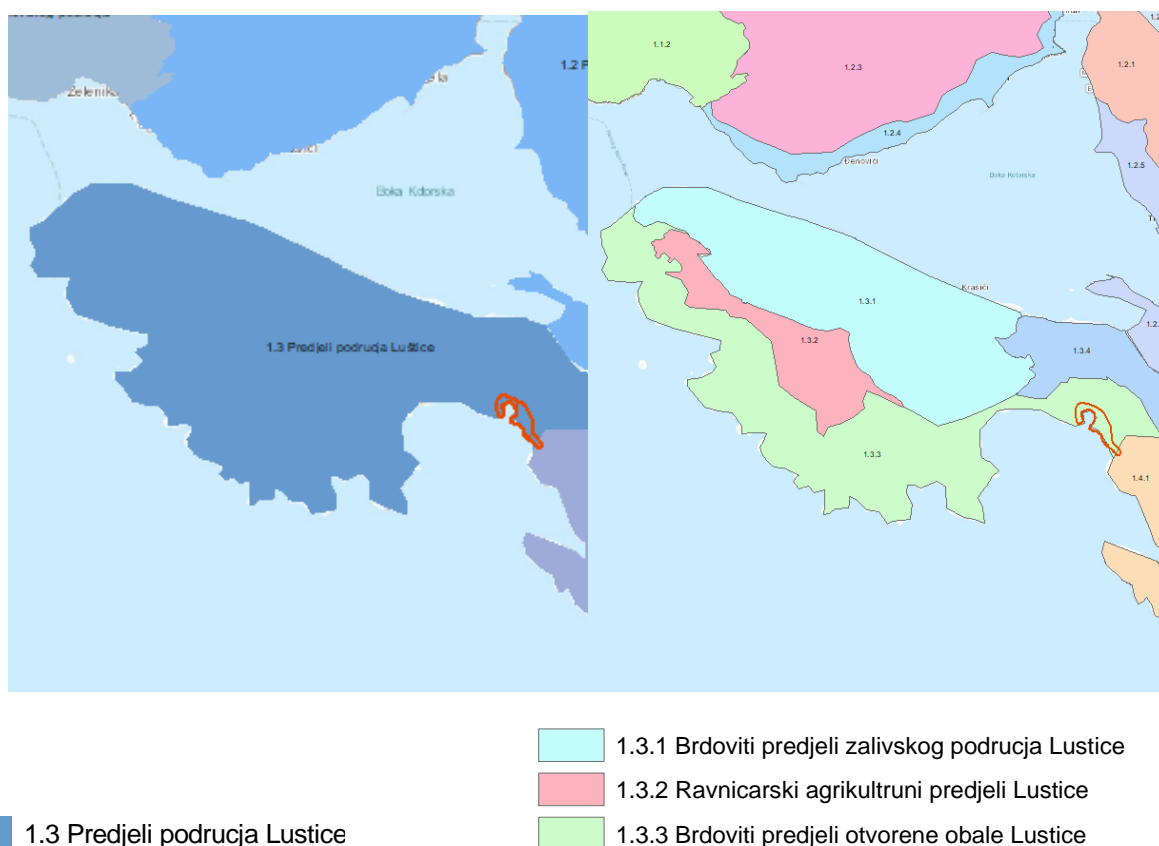 Zelenika
1.2 P
Boka Kotorska
1.3 Predjeli područja Luštice
1.1.2
1.2.3
1.2.1
1.2.4
Đenovići
1.2.5
Boka Kotorska
Krašići
1.3.1
1.3.2
1.2.
1.3.4
1.3.3
1.4.1
1.3.1 Brdoviti predjeli zalivskog podrucja Lustice
1.3.2 Ravnicarski agrikultruni predjeli Lustice
1.3 Predjeli podrucja Lustice
1.3.3 Brdoviti predjeli otvorene obale Lustice